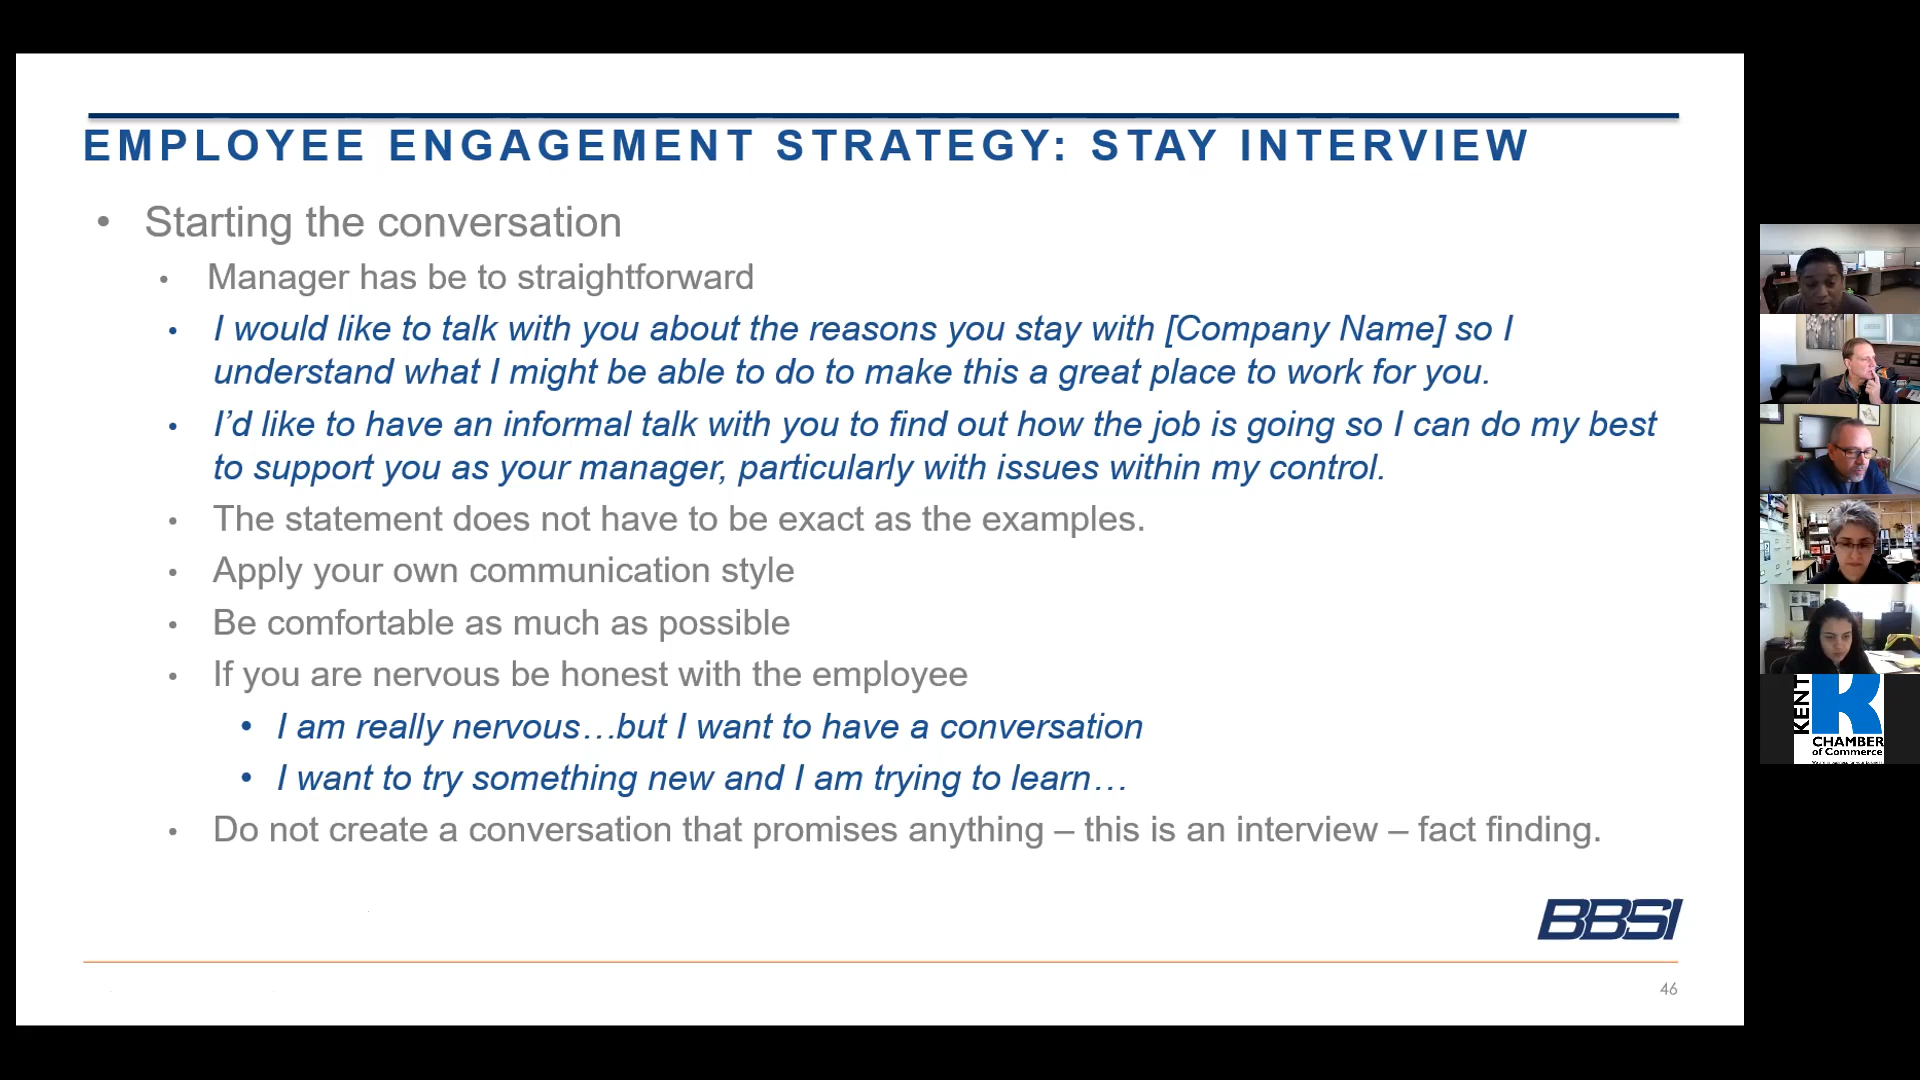 EMPLOYEE ENGAGEMENT STRATEGY: STAY INTERVIEW
• Starting the conversation
• Manager has be to straightforward
• I would like to talk with you about the reasons you stay with [Company Name] so I
understand what I might be able to do to make this a great place to work for you.
• I’d like to have an informal talk with you to find out how the job is going so I can do my best
to support you as your manager, particularly with issues within my control.
• The statement does not have to be exact as the examples.
• Apply your own communication style
• Be comfortable as much as possible
• If you are nervous be honest with the employee
• I am really nervous…but I want to have a conversation
• I want to try something new and I am trying to learn…
• Do not create a conversation that promises anything – this is an interview – fact finding.
BBSI
46
KENT
CHAMBER
of Commerce